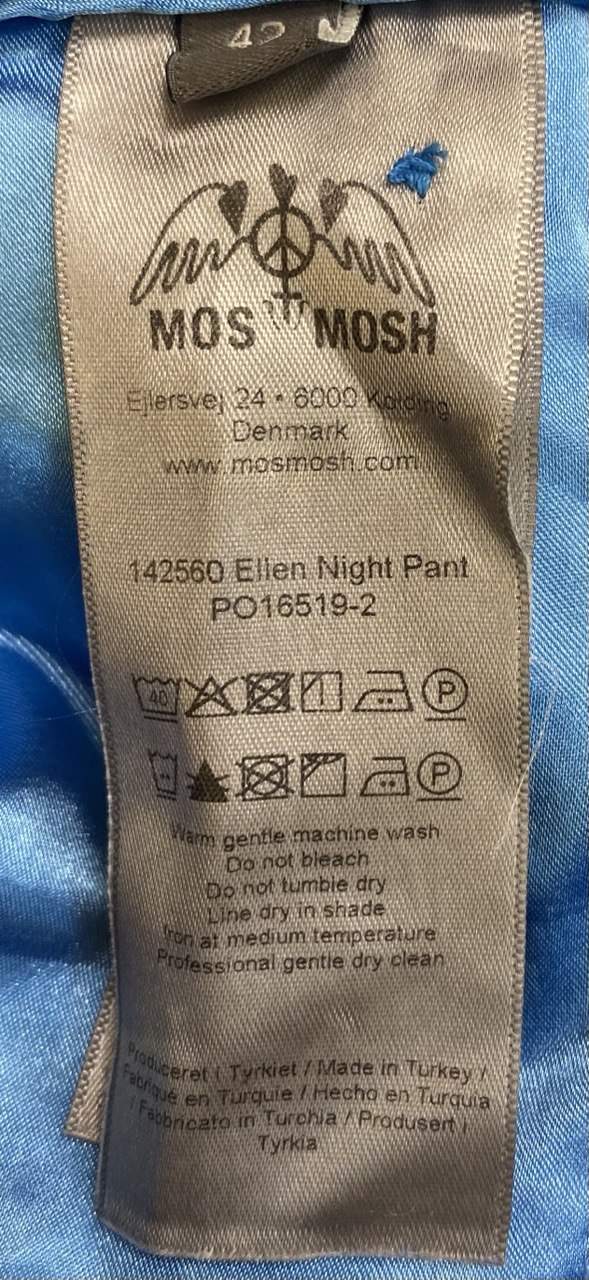 42
MOS MOSH
Ejlersvej 24 • 6000 Kolding
Denmark
www.mosmosh.com
142560 Ellen Night Pant
PO16519-2
40 P
P
Warm gentle machine wash
Do not bleach
Do not tumble dry
Line dry in shade
Iron at medium temperature
Professional gentle dry clean
Produceret i Tyrkiet / Made in Turkey /
Fabriqué en Turquie / Hecho en Turquia
/ Fabbricato in Turchia / Produsert i
Tyrkia